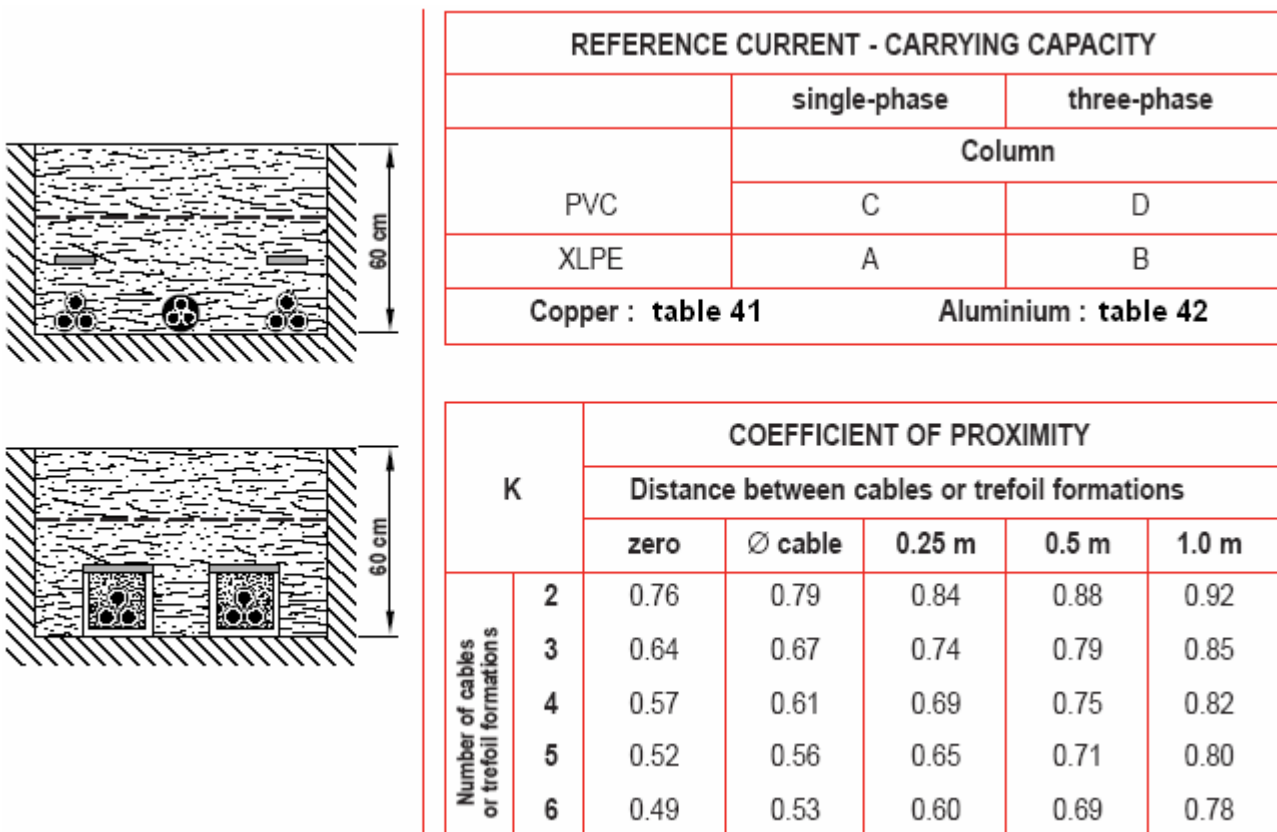 60 cm
60 cm
REFERENCE CURRENT - CARRYING CAPACITY
single-phase three-phase
Column
PVC C D
XLPE A B
Copper : table 41 Aluminium : table 42
K
COEFFICIENT OF PROXIMITY
Distance between cables or trefoil formations
zero Ø cable 0.25 m 0.5 m 1.0 m
Number of cables
or trefoil formations
2 0.76 0.79 0.84 0.88 0.92
3 0.64 0.67 0.74 0.79 0.85
4 0.57 0.61 0.69 0.75 0.82
5 0.52 0.56 0.65 0.71 0.80
6 0.49 0.53 0.60 0.69 0.78